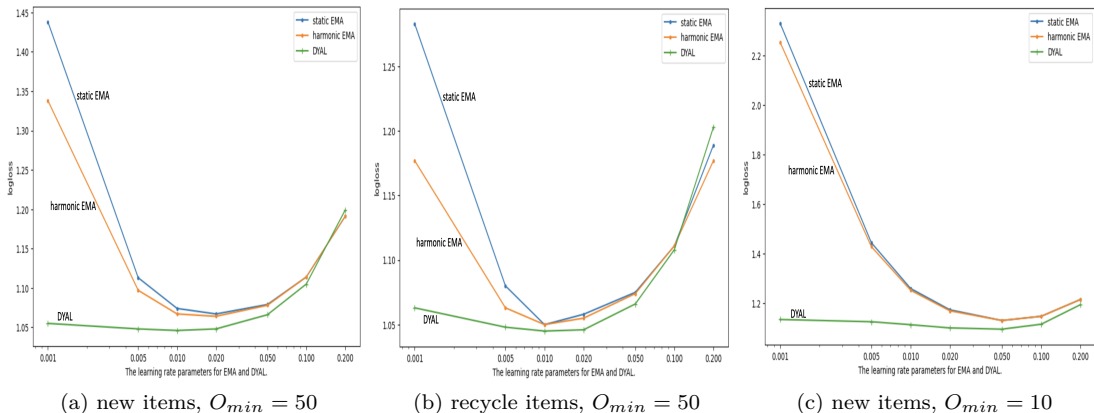 1.45
1.40
1.35
1.30
1.25
1.20
1.15
1.10
1.05
logloss
static EMA
harmonic EMA
DYAL
static EMA
harmonic EMA
DYAL
0.001 0.005 0.010 0.020 0.050 0.100 0.200
The learning rate parameters for EMA and DYAL.
(a) new items, O_min = 50
1.25
1.20
1.15
1.10
1.05
logloss
static EMA
harmonic EMA
DYAL
static EMA
harmonic EMA
DYAL
0.001 0.005 0.010 0.020 0.050 0.100 0.200
The learning rate parameters for EMA and DYAL.
(b) recycle items, O_min = 50
2.2
2.0
1.8
1.6
1.4
1.2
logloss
static EMA
harmonic EMA
DYAL
static EMA
harmonic EMA
DYAL
0.001 0.005 0.010 0.020 0.050 0.100 0.200
The learning rate parameters for EMA and DYAL.
(c) new items, O_min = 10